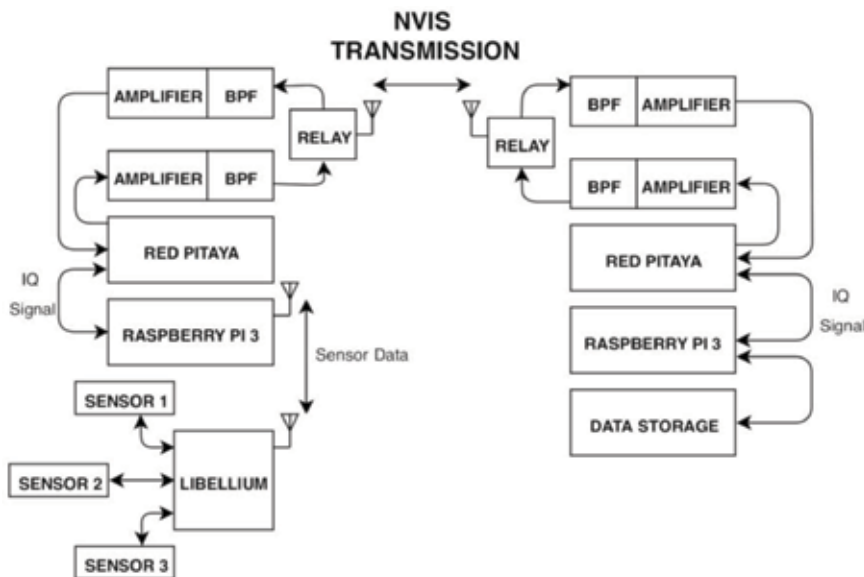 NVIS
TRANSMISSION
AMPLIFIER BPF
RELAY
AMPLIFIER BPF
RED PITAYA
IQ
Signal
RASPBERRY PI 3
Sensor Data
SENSOR 1
SENSOR 2
LIBELLIUM
SENSOR 3
BPF AMPLIFIER
RELAY
BPF AMPLIFIER
RED PITAYA
IQ
Signal
RASPBERRY PI 3
DATA STORAGE